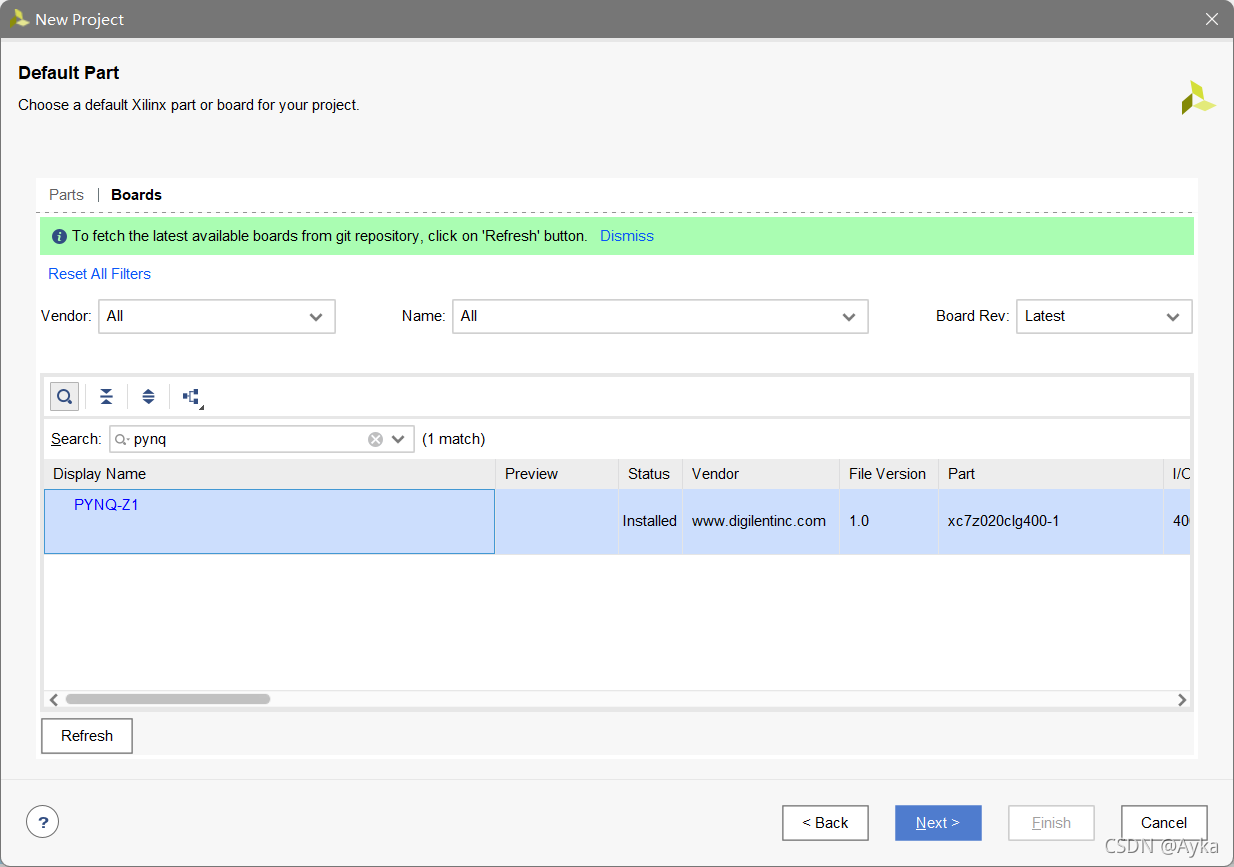 New Project
Default Part
Choose a default Xilinx part or board for your project.
Parts | Boards
To fetch the latest available boards from git repository, click on 'Refresh' button. Dismiss
Reset All Filters
Vendor: All Name: All Board Rev: Latest
Search: pynq (1 match)
Display Name Preview Status Vendor File Version Part I/O
PYNQ-Z1 Installed www.digilentinc.com 1.0 xc7z020clg400-1 40
Refresh
? < Back Next > Finish Cancel
CSDN @Ayka